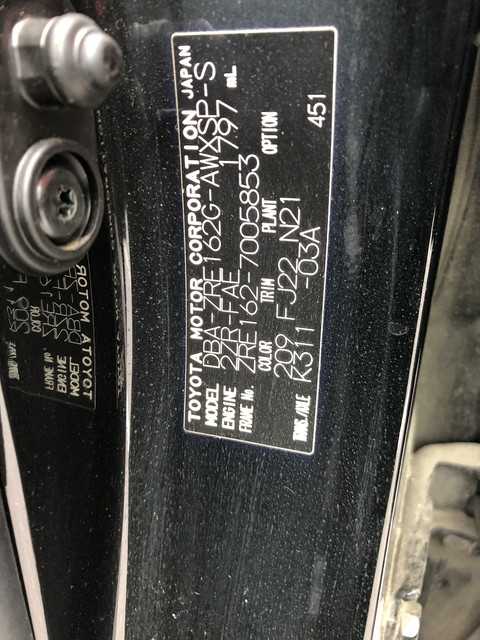 TOYOTA MOTOR CORPORATION JAPAN
MODEL DBA-ZRE162G-AWXSP-S
ENGINE 2ZR-FAE 1797 mL
FRAME No. ZRE162-7005853
COLOR TRIM PLANT OPTION
209 FJ22 N21
TRANS./AXLE K311 -03A 451